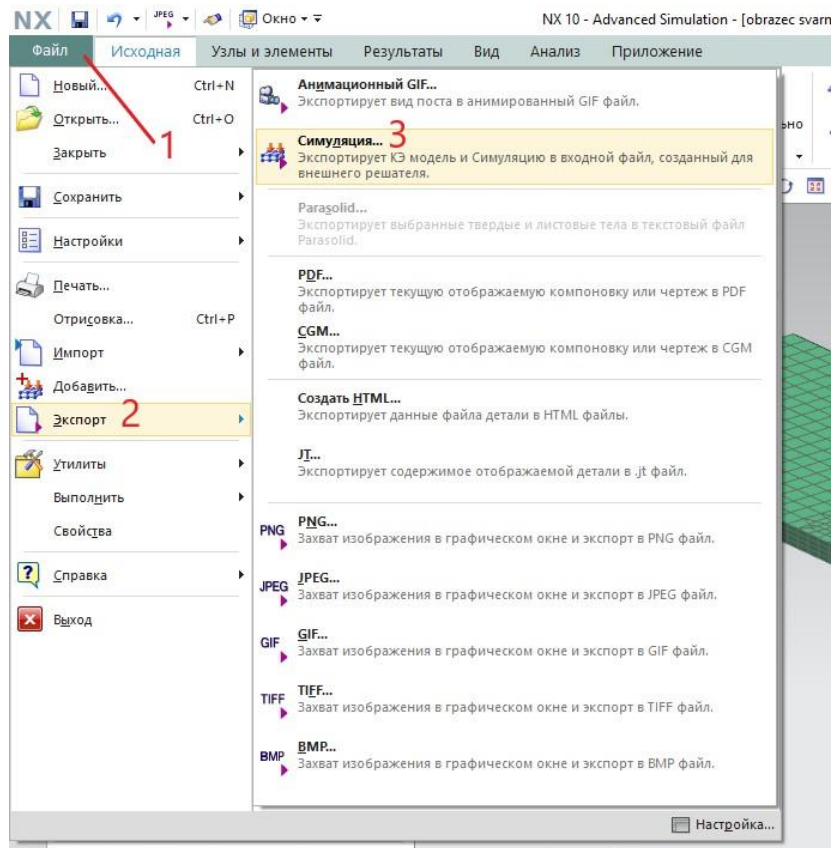 NX JPEG Окно NX 10 - Advanced Simulation - [obrazec svarn
Файл Исходная Узлы и элементы Результаты Вид Анализ Приложение
1
Новый... Ctrl+N
Открыть... Ctrl+O
Закрыть
Сохранить
Настройки
Печать...
Отрисовка... Ctrl+P
Импорт
Добавить...
Экспорт 2
Утилиты
Выполнить
Свойства
Справка
Выход
Анимационный GIF...
Экспортирует вид поста в анимированный GIF файл.
Симуляция... 3
Экспортирует КЭ модель и Симуляцию в входной файл, созданный для
внешнего решателя.
Parasolid...
Экспортирует выбранные твердые и листовые тела в текстовый файл
Parasolid.
PDF...
Экспортирует текущую отображаемую компоновку или чертеж в PDF
файл.
CGM...
Экспортирует текущую отображаемую компоновку или чертеж в CGM
файл.
Создать HTML...
Экспортирует данные файла детали в HTML файлы.
JT...
Экспортирует содержимое отображаемой детали в .jt файл.
PNG PNG...
Захват изображения в графическом окне и экспорт в PNG файл.
JPEG JPEG...
Захват изображения в графическом окне и экспорт в JPEG файл.
GIF GIF...
Захват изображения в графическом окне и экспорт в GIF файл.
TIFF TIFF...
Захват изображения в графическом окне и экспорт в TIFF файл.
BMP BMP...
Захват изображения в графическом окне и экспорт в BMP файл.
Настройка...
ьно